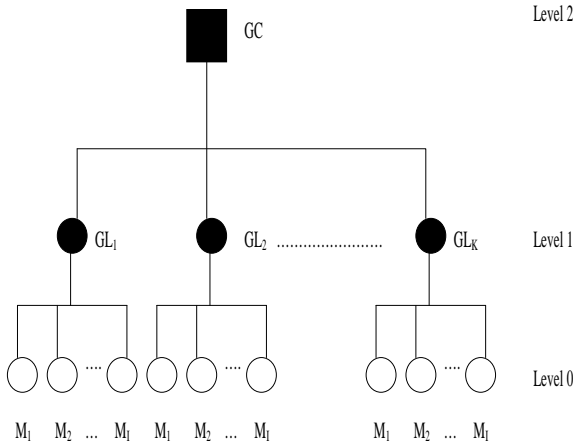 GC Level 2
GL1 GL2 ........................ GLK Level 1
.... .... .... Level 0
M1 M2 ... MI M1 M2 ... MI M1 M2 ... MI